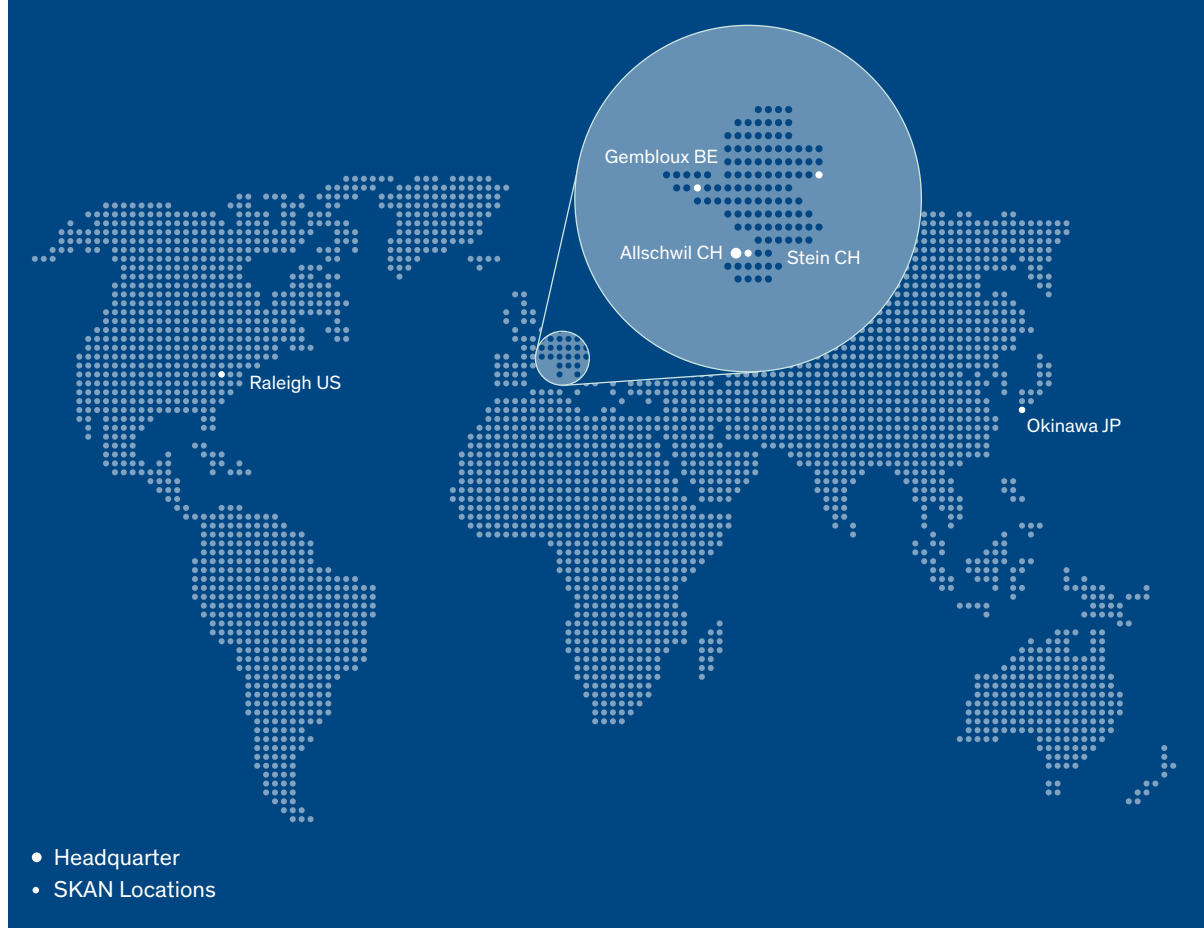 Gembloux BE
Allschwil CH
Stein CH
Raleigh US
Okinawa JP
Headquarter
SKAN Locations